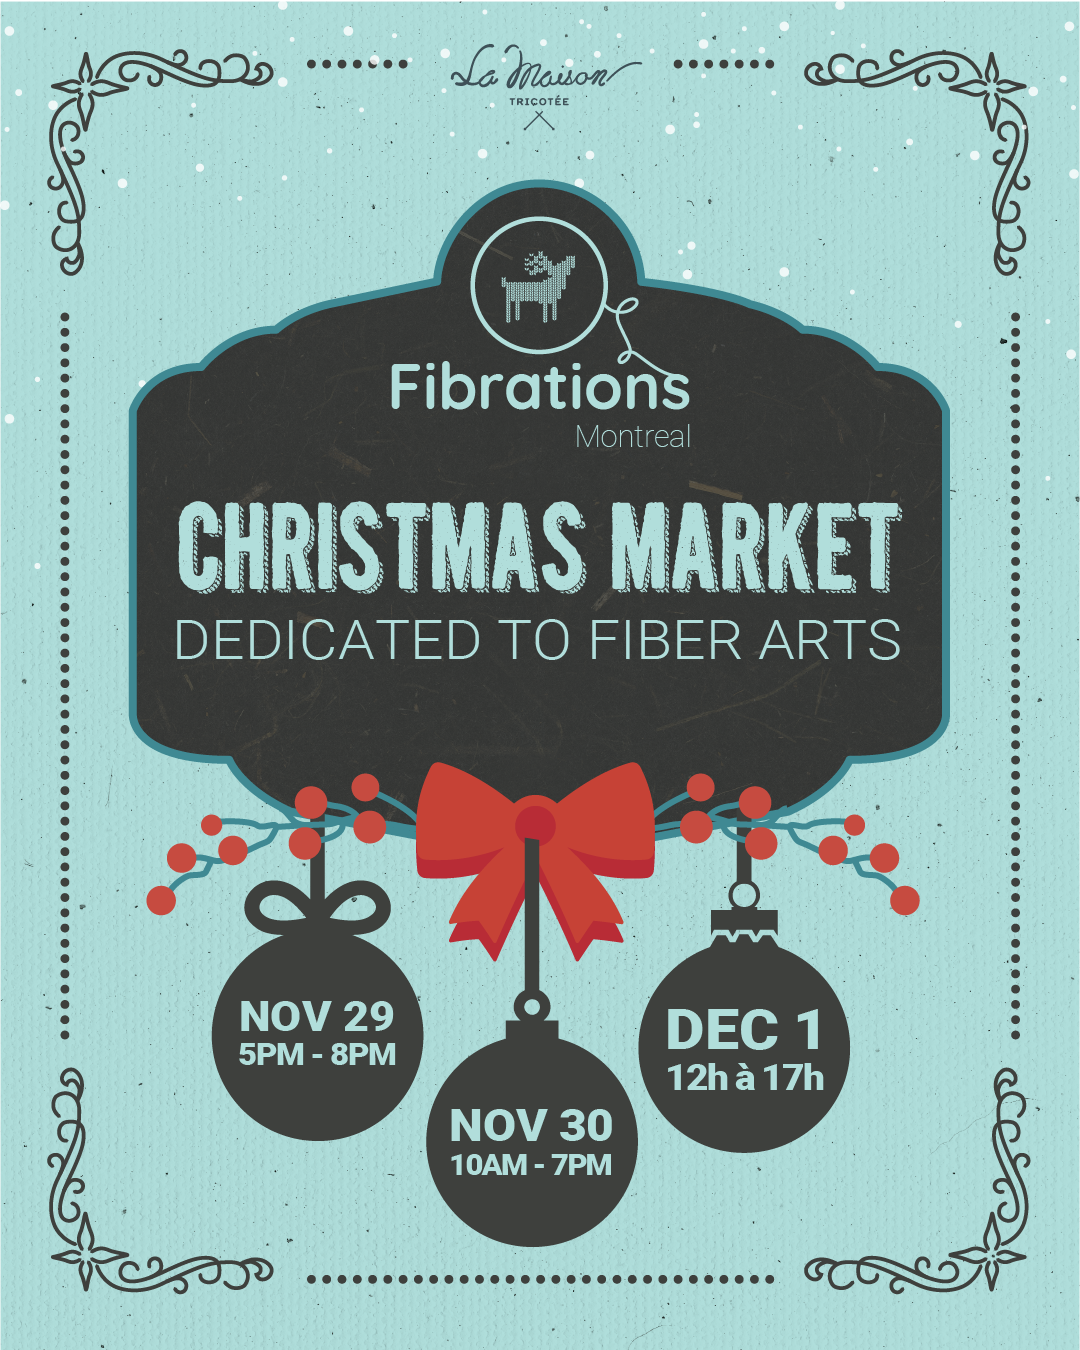 La Maison
TRICOTÉE
Fibrations
Montreal
CHRISTMAS MARKET
DEDICATED TO FIBER ARTS
NOV 29
5PM - 8PM
NOV 30
10AM - 7PM
DEC 1
12h à 17h